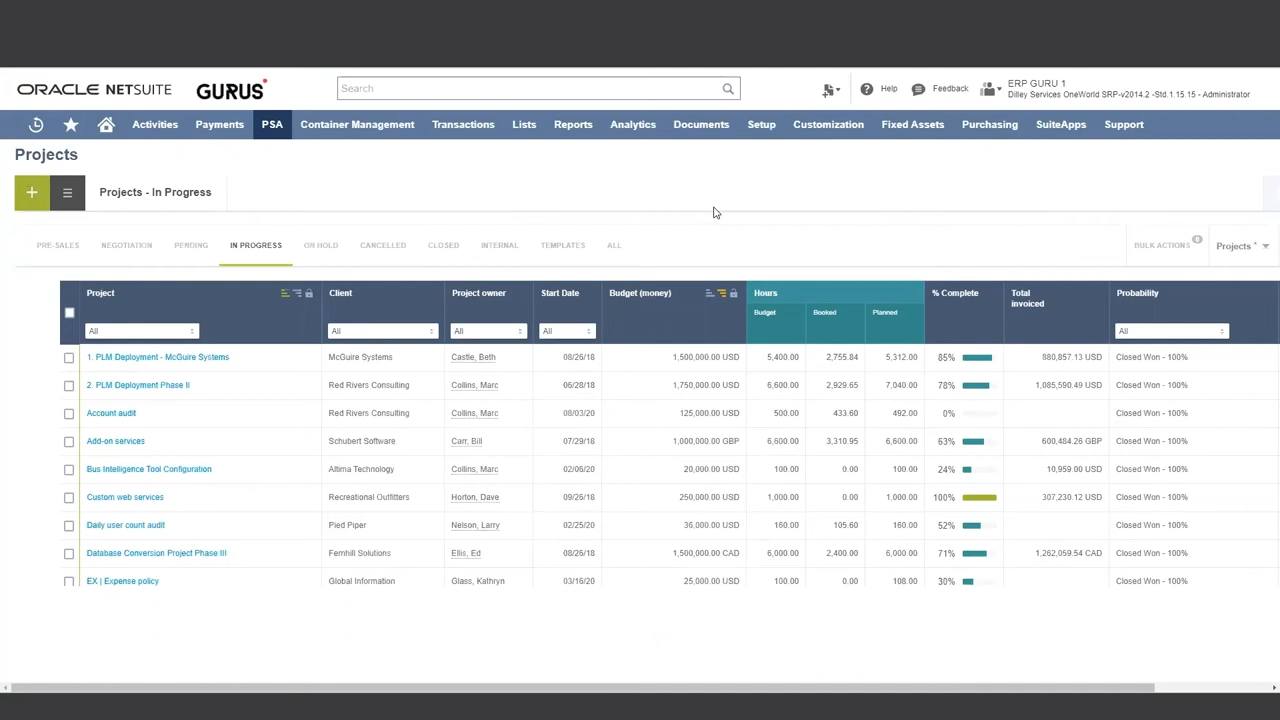 ORACLE NETSUITE GURUS Search Help Feedback ERP GURU 1
Dilley Services OneWorld SRP-v2014.2 -Std.1.15.15 - Administrator
Activities Payments PSA Container Management Transactions Lists Reports Analytics Documents Setup Customization Fixed Assets Purchasing SuiteApps Support
Projects
Projects - In Progress
PRE-SALES NEGOTIATION PENDING IN PROGRESS ON HOLD CANCELLED CLOSED INTERNAL TEMPLATES ALL BULK ACTIONS 0 Projects *
Project Client Project owner Start Date Budget (money) Hours % Complete Total invoiced Probability
Budget Booked Planned
All All All All All
1. PLM Deployment - McGuire Systems McGuire Systems Castle, Beth 08/26/18 1,500,000.00 USD 5,400.00 2,755.84 5,312.00 85% 880,857.13 USD Closed Won - 100%
2. PLM Deployment Phase II Red Rivers Consulting Collins, Marc 06/28/18 1,750,000.00 USD 6,600.00 2,929.65 7,040.00 78% 1,085,590.49 USD Closed Won - 100%
Account audit Red Rivers Consulting Collins, Marc 08/03/20 125,000.00 USD 500.00 433.60 492.00 0% Closed Won - 100%
Add-on services Schubert Software Carr, Bill 07/29/18 1,000,000.00 GBP 6,600.00 3,310.95 6,600.00 63% 600,484.26 GBP Closed Won - 100%
Bus Intelligence Tool Configuration Altima Technology Collins, Marc 02/06/20 20,000.00 USD 100.00 0.00 100.00 24% 10,959.00 USD Closed Won - 100%
Custom web services Recreational Outfitters Horton, Dave 09/26/18 250,000.00 USD 1,000.00 0.00 1,000.00 100% 307,230.12 USD Closed Won - 100%
Daily user count audit Pied Piper Nelson, Larry 02/25/20 36,000.00 USD 160.00 105.60 160.00 52% Closed Won - 100%
Database Conversion Project Phase III Fernhill Solutions Ellis, Ed 08/26/18 1,500,000.00 CAD 6,000.00 2,400.00 6,000.00 71% 1,262,059.54 CAD Closed Won - 100%
EX | Expense policy Global Information Glass, Kathryn 03/16/20 25,000.00 USD 100.00 0.00 108.00 30% Closed Won - 100%